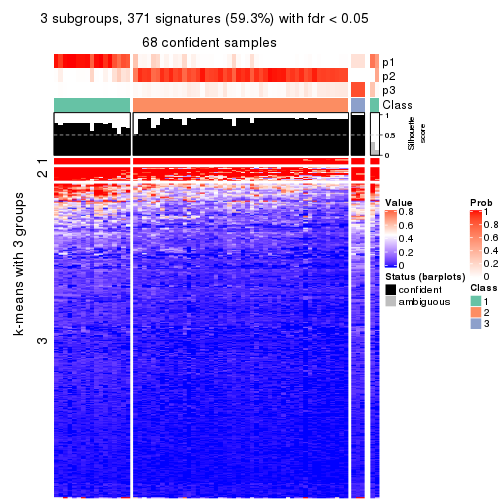 3 subgroups, 371 signatures (59.3%) with fdr < 0.05
68 confident samples
p1
p2
p3
Class
1
0.5
0
Silhouette
score
k-means with 3 groups
1
2
3
Value
0.8
0.6
0.4
0.2
0
Status (barplots)
confident
ambiguous
Prob
1
0.8
0.6
0.4
0.2
0
Class
1
2
3